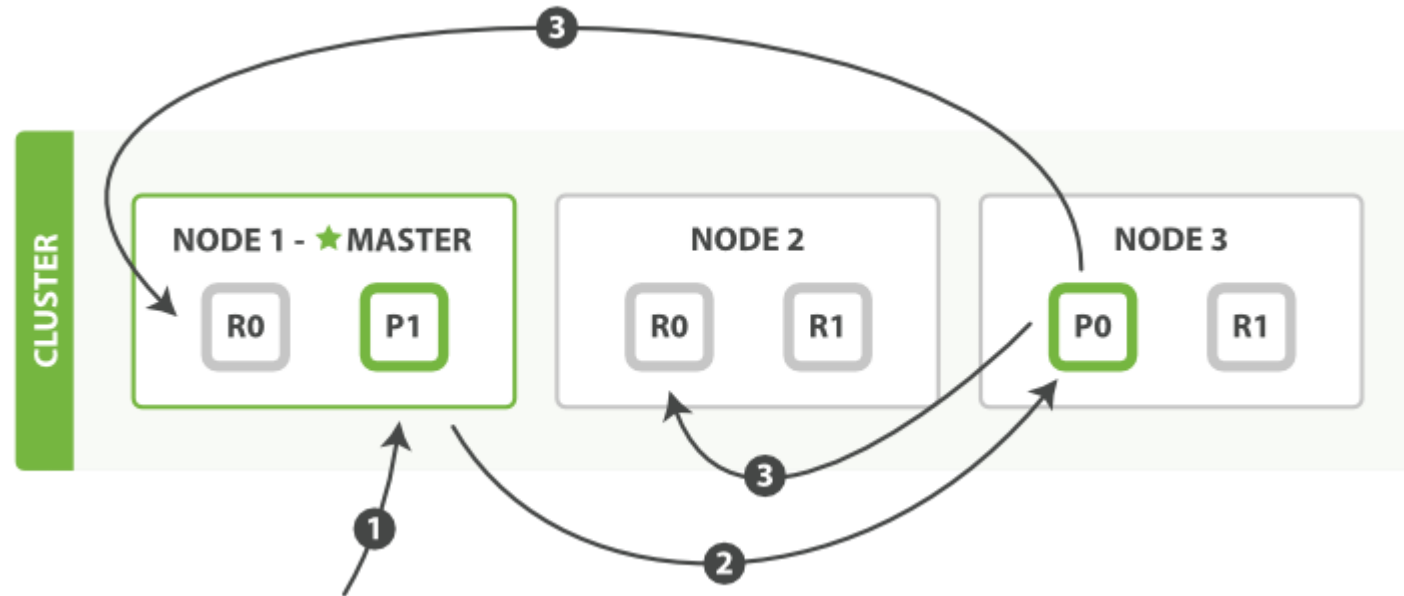 3
CLUSTER
NODE 1 - ★ MASTER
NODE 2
NODE 3
R0
P1
R0
R1
P0
R1
3
1
2